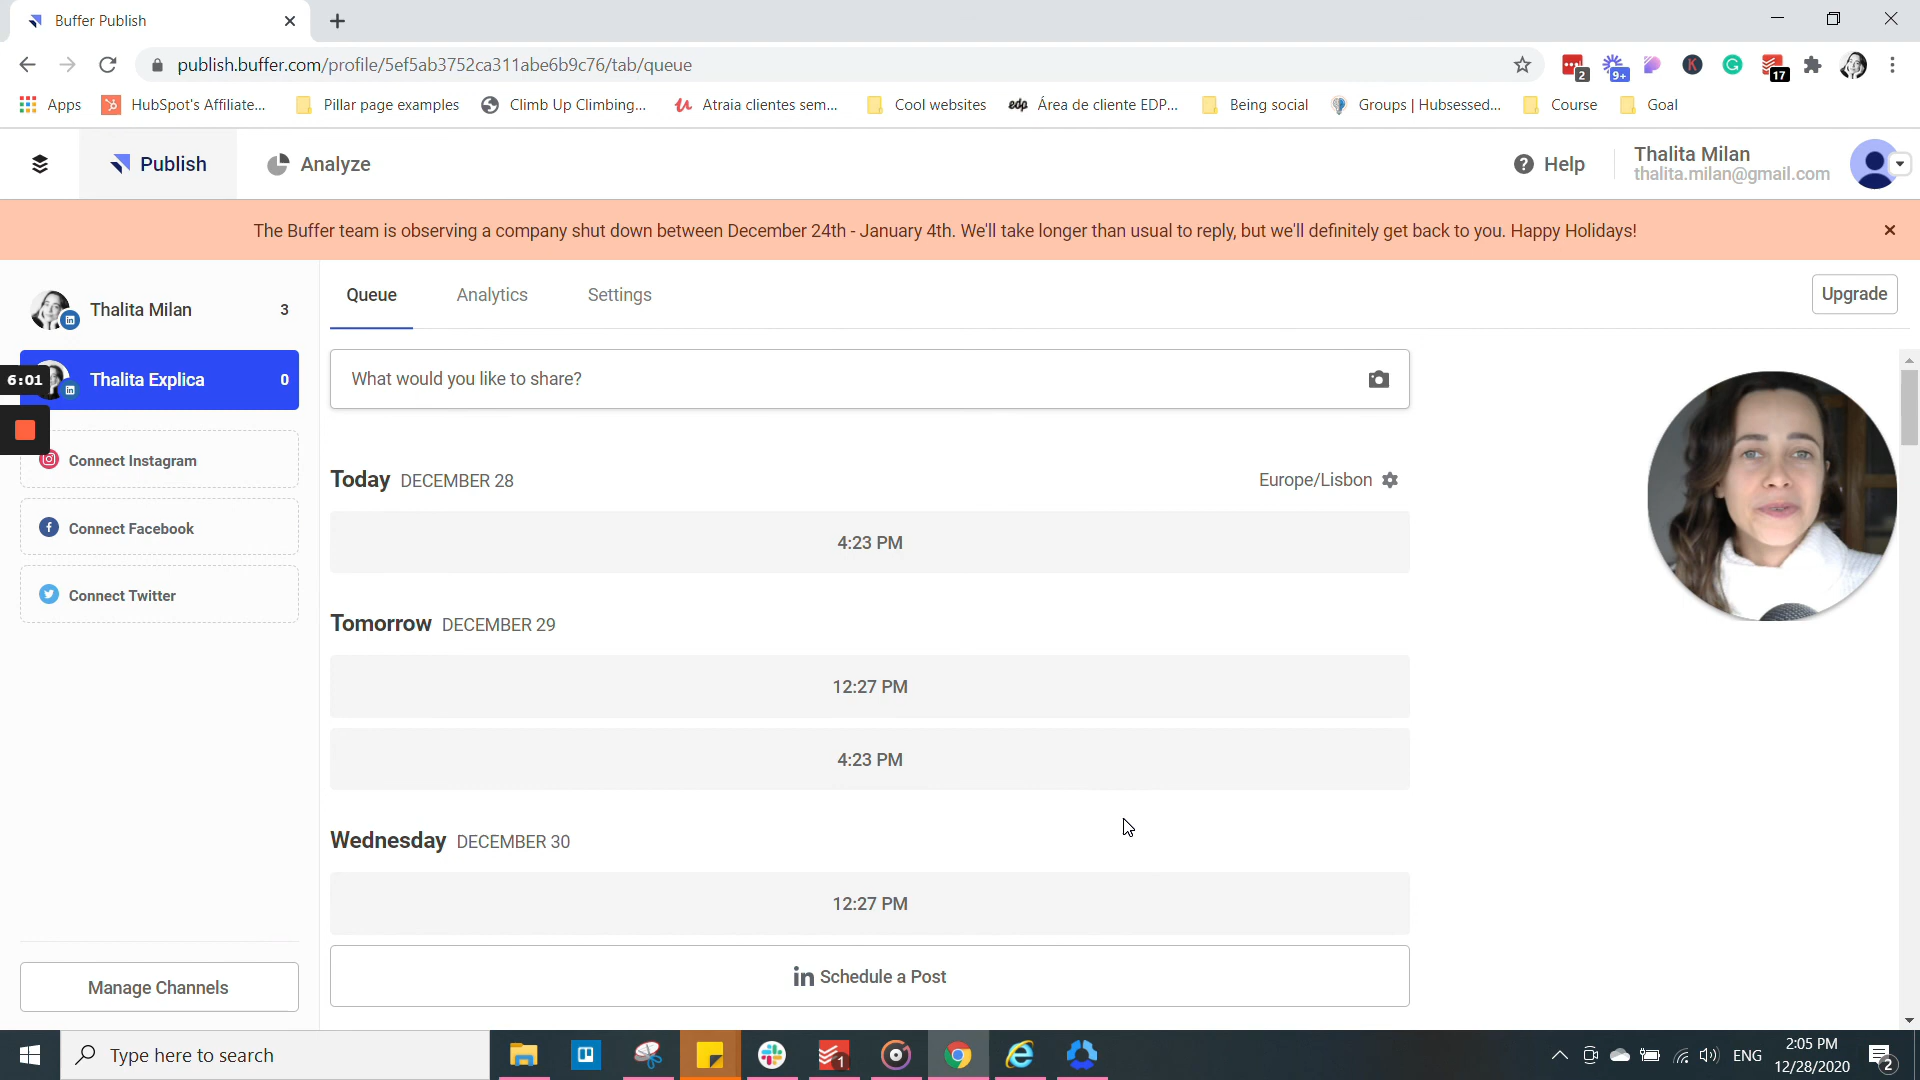 Buffer Publish
publish.buffer.com/profile/5ef5ab3752ca311abe6b9c76/tab/queue
2
9+
K
17
Apps
HubSpot's Affiliate...
Pillar page examples
Climb Up Climbing...
Atraia clientes sem...
Cool websites
edp Área de cliente EDP...
Being social
Groups | Hubsessed...
Course
Goal
Publish
Analyze
Help
Thalita Milan
thalita.milan@gmail.com
The Buffer team is observing a company shut down between December 24th - January 4th. We'll take longer than usual to reply, but we'll definitely get back to you. Happy Holidays!
Thalita Milan 3
Queue
Analytics
Settings
Upgrade
6:01
Thalita Explica 0
What would you like to share?
Connect Instagram
Connect Facebook
Connect Twitter
Today DECEMBER 28
Europe/Lisbon
4:23 PM
Tomorrow DECEMBER 29
12:27 PM
4:23 PM
Wednesday DECEMBER 30
12:27 PM
in Schedule a Post
Manage Channels
Type here to search
1
ENG
2:05 PM
12/28/2020
2